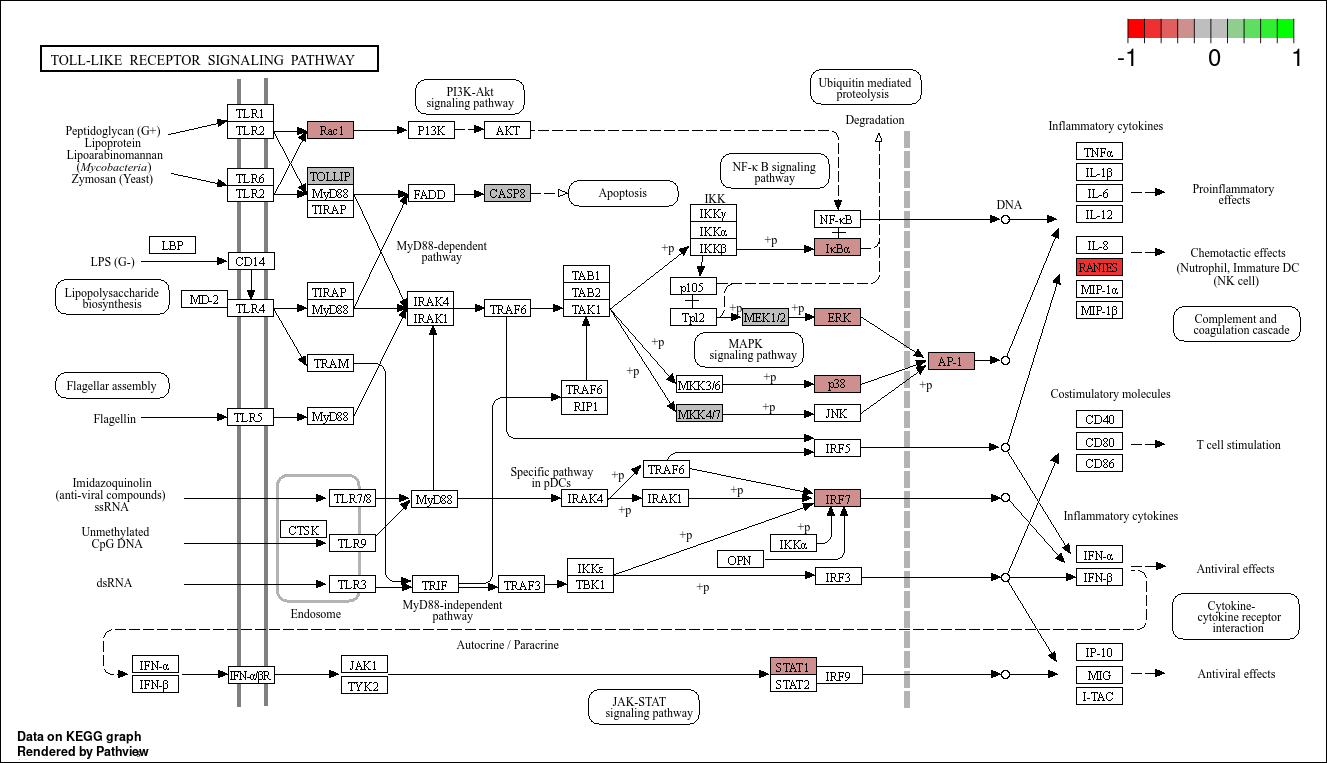 -1
0
1
TOLL-LIKE RECEPTOR SIGNALING PATHWAY
PI3K-Akt
signaling pathway
Ubiquitin mediated
proteolysis
Degradation
Peptidoglycan (G+)
Lipoprotein
Lipoarabinomannan
(Mycobacteria)
Zymosan (Yeast)
TLR1
TLR2
Rac1
P13K
AKT
Inflammatory cytokines
TNFα
IL-1β
IL-6
IL-12
Proinflammatory
effects
TLR6
TLR2
TOLLIP
MyD88
TIRAP
FADD
CASP8
Apoptosis
NF-κ B signaling
pathway
IKK
IKKγ
IKKα
IKKβ
NF-κB
IκBα
+p
+p
DNA
IL-8
RANTES
MIP-1α
MIP-1β
Chemotactic effects
(Nutrophil, Immature DC
(NK cell)
LBP
LPS (G-)
CD14
MyD88-dependent
pathway
Lipopolysaccharide
biosynthesis
MD-2
TLR4
TIRAP
MyD88
IRAK4
IRAK1
TRAF6
TAB1
TAB2
TAK1
p105
Tpl2
+p
MEK1/2
+p
ERK
Complement and
coagulation cascade
MAPK
signaling pathway
+p
+p
AP-1
+p
TRAM
Flagellar assembly
MKK3/6
+p
p38
Costimulatory molecules
CD40
CD80
CD86
T cell stimulation
Flagellin
TLR5
MyD88
TRAF6
RIP1
MKK4/7
+p
JNK
IRF5
Imidazoquinolin
(anti-viral compounds)
ssRNA
TLR7/8
MyD88
Specific pathway
in pDCs
IRAK4
+p
+p
TRAF6
IRAK1
+p
IRF7
Unmethylated
CpG DNA
CTSK
TLR9
+p
+p
IKKα
OPN
Inflammatory cytokines
IFN-α
IFN-β
Antiviral effects
dsRNA
TLR3
Endosome
TRIF
TRAF3
IKKε
TBK1
+p
IRF3
MyD88-independent
pathway
Cytokine-
cytokine receptor
interaction
Autocrine / Paracrine
IFN-α
IFN-β
IFN-α/βR
JAK1
TYK2
STAT1
STAT2
IRF9
IP-10
MIG
I-TAC
Antiviral effects
JAK-STAT
signaling pathway
Data on KEGG graph
Rendered by Pathview